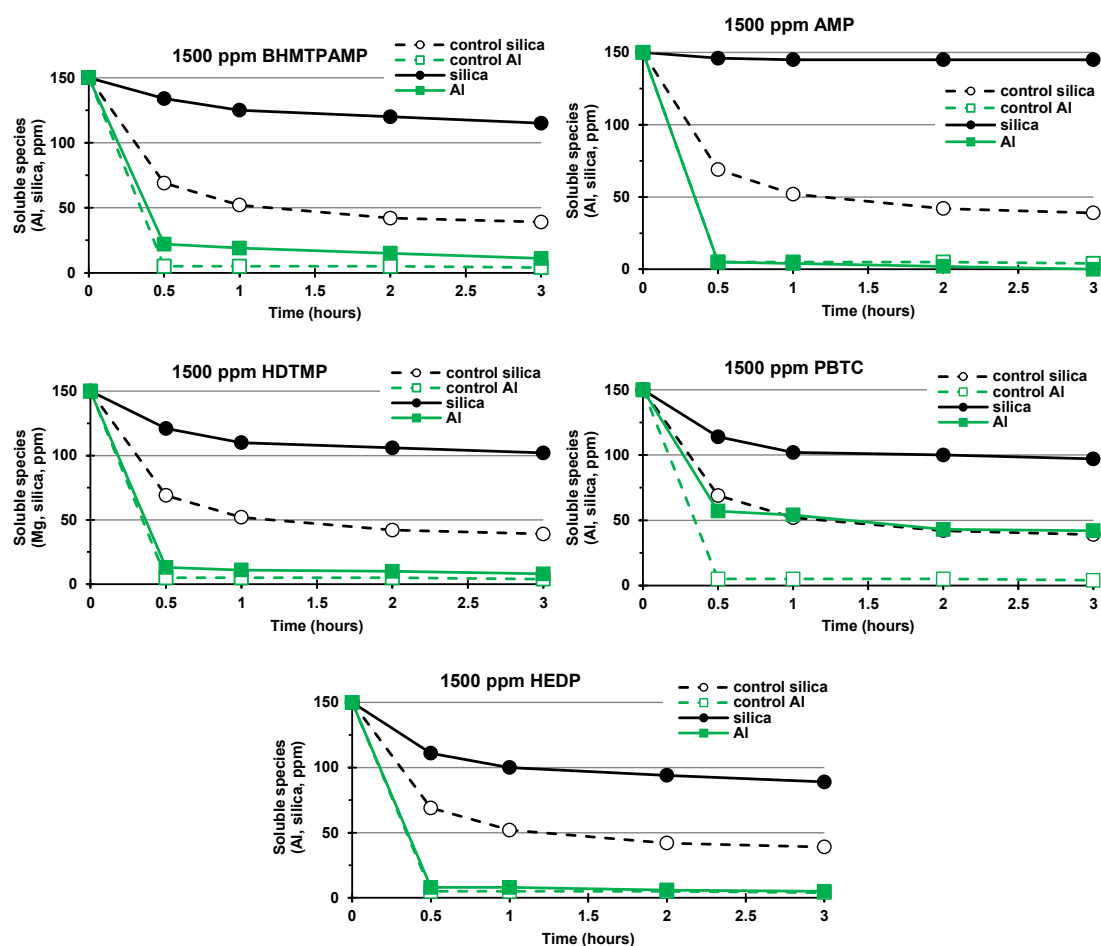 1500 ppm BHMTPAMP
control silica
control Al
silica
Al
150
100
50
0
Soluble species
(Al, silica, ppm)
0 0.5 1 1.5 2 2.5 3
Time (hours)
1500 ppm AMP
control silica
control Al
silica
Al
150
100
50
0
Soluble species
(Al, silica, ppm)
0 0.5 1 1.5 2 2.5 3
Time (hours)
1500 ppm HDTMP
control silica
control Al
silica
Al
150
100
50
0
Soluble species
(Mg, silica, ppm)
0 0.5 1 1.5 2 2.5 3
Time (hours)
1500 ppm PBTC
control silica
control Al
silica
Al
150
100
50
0
Soluble species
(Al, silica, ppm)
0 0.5 1 1.5 2 2.5 3
Time (hours)
1500 ppm HEDP
control silica
control Al
silica
Al
150
100
50
0
Soluble species
(Al, silica, ppm)
0 0.5 1 1.5 2 2.5 3
Time (hours)